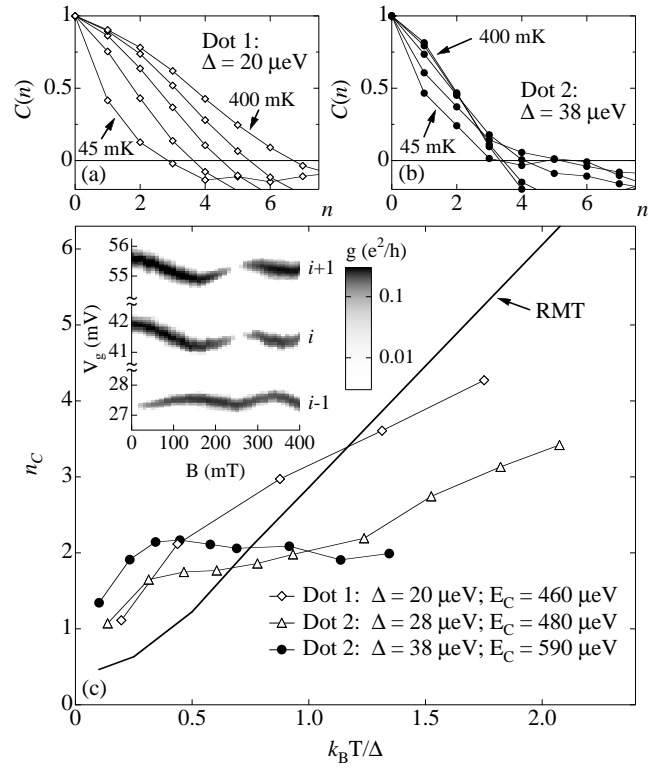 1
0.5
0
C(n)
Dot 1:
Δ = 20 μeV
400 mK
45 mK
(a)
0 2 4 6 n
1
0.5
0
C(n)
400 mK
Dot 2:
Δ = 38 μeV
45 mK
(b)
0 2 4 6 n
6
5
4
3
2
1
0
n_C
56
55
42
41
28
27
V_g (mV)
i+1
i
i-1
0 100 200 300 400
B (mT)
g (e²/h)
0.1
0.01
RMT
Dot 1: Δ = 20 μeV; E_C = 460 μeV
Dot 2: Δ = 28 μeV; E_C = 480 μeV
Dot 2: Δ = 38 μeV; E_C = 590 μeV
(c)
0.0 0.5 1.0 1.5 2.0
k_BT/Δ